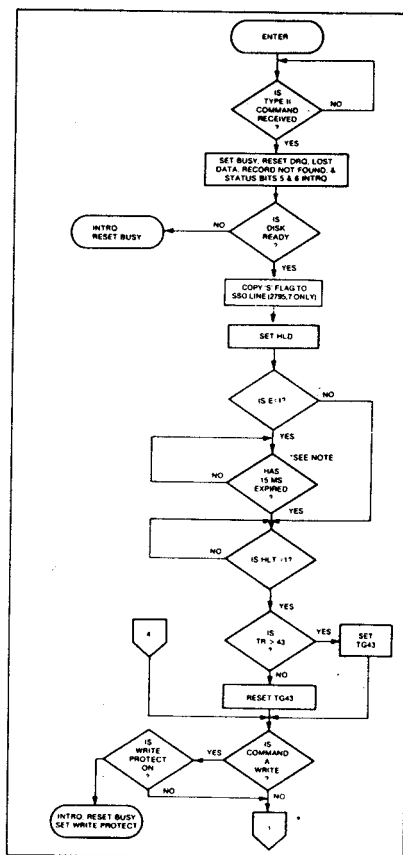 ENTER
IS
TYPE II
COMMAND
RECEIVED
?
NO
YES
SET BUSY, RESET DRQ, LOST
DATA, RECORD NOT FOUND, &
STATUS BITS 5 & 6 INTRQ
INTRQ
RESET BUSY
NO
IS
DISK
READY
?
YES
COPY 'S' FLAG TO
SSO LINE (2795,7 ONLY)
SET HLD
IS E=1?
NO
YES
*SEE NOTE
HAS
15 MS
EXPIRED
?
NO
YES
NO
IS HLT =1?
YES
4
IS
TR > 43
?
YES
SET
TG43
NO
RESET TG43
IS
WRITE
PROTECT
ON
?
YES
IS
COMMAND
A
WRITE
?
NO
NO
INTRQ, RESET BUSY
SET WRITE PROTECT
1